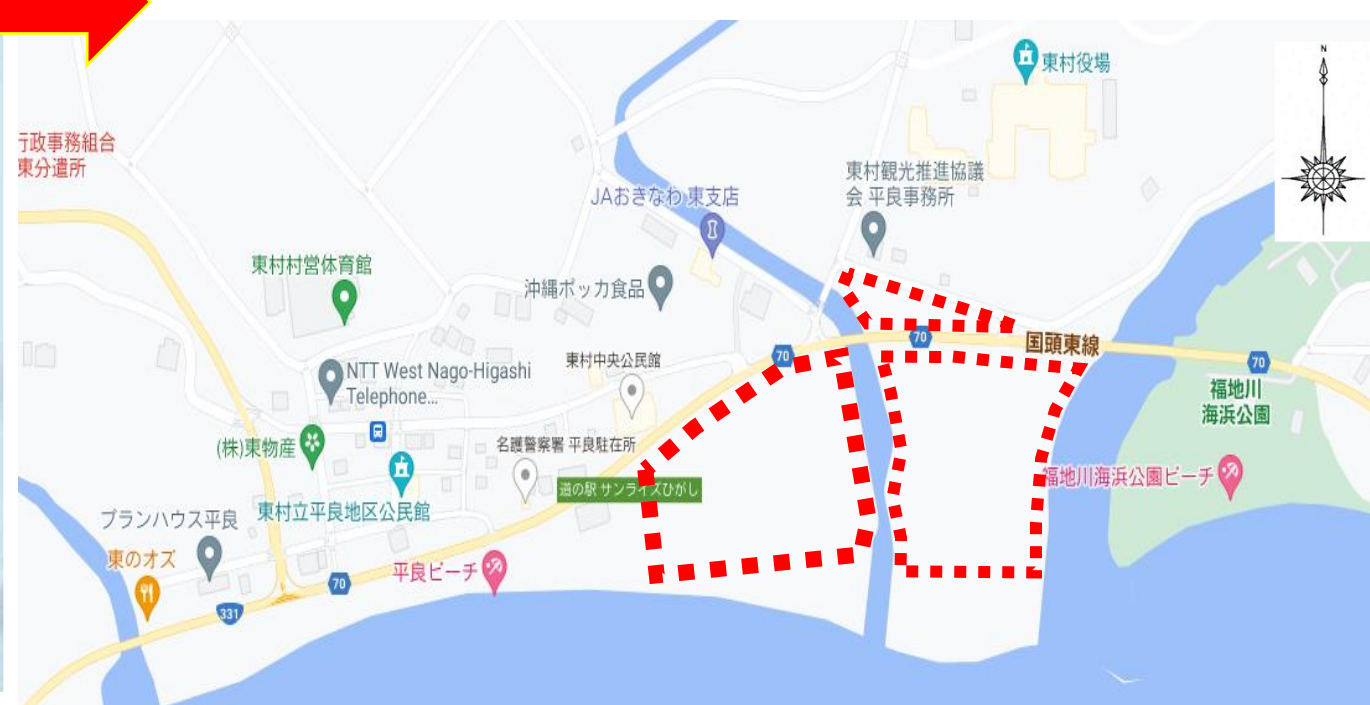 N
東村役場
行政事務組合
東分遣所
東村観光推進協議
会 平良事務所
JAおきなわ 東支店
東村村営体育館
沖縄ポッカ食品
70
国頭東線
70
東村中央公民館
70
NTT West Nago-Higashi
Telephone...
福地川
海浜公園
(株)東物産
名護警察署 平良駐在所
道の駅 サンライズひがし
福地川海浜公園ビーチ
東村立平良地区公民館
プランハウス平良
東のオズ
平良ビーチ
70
331